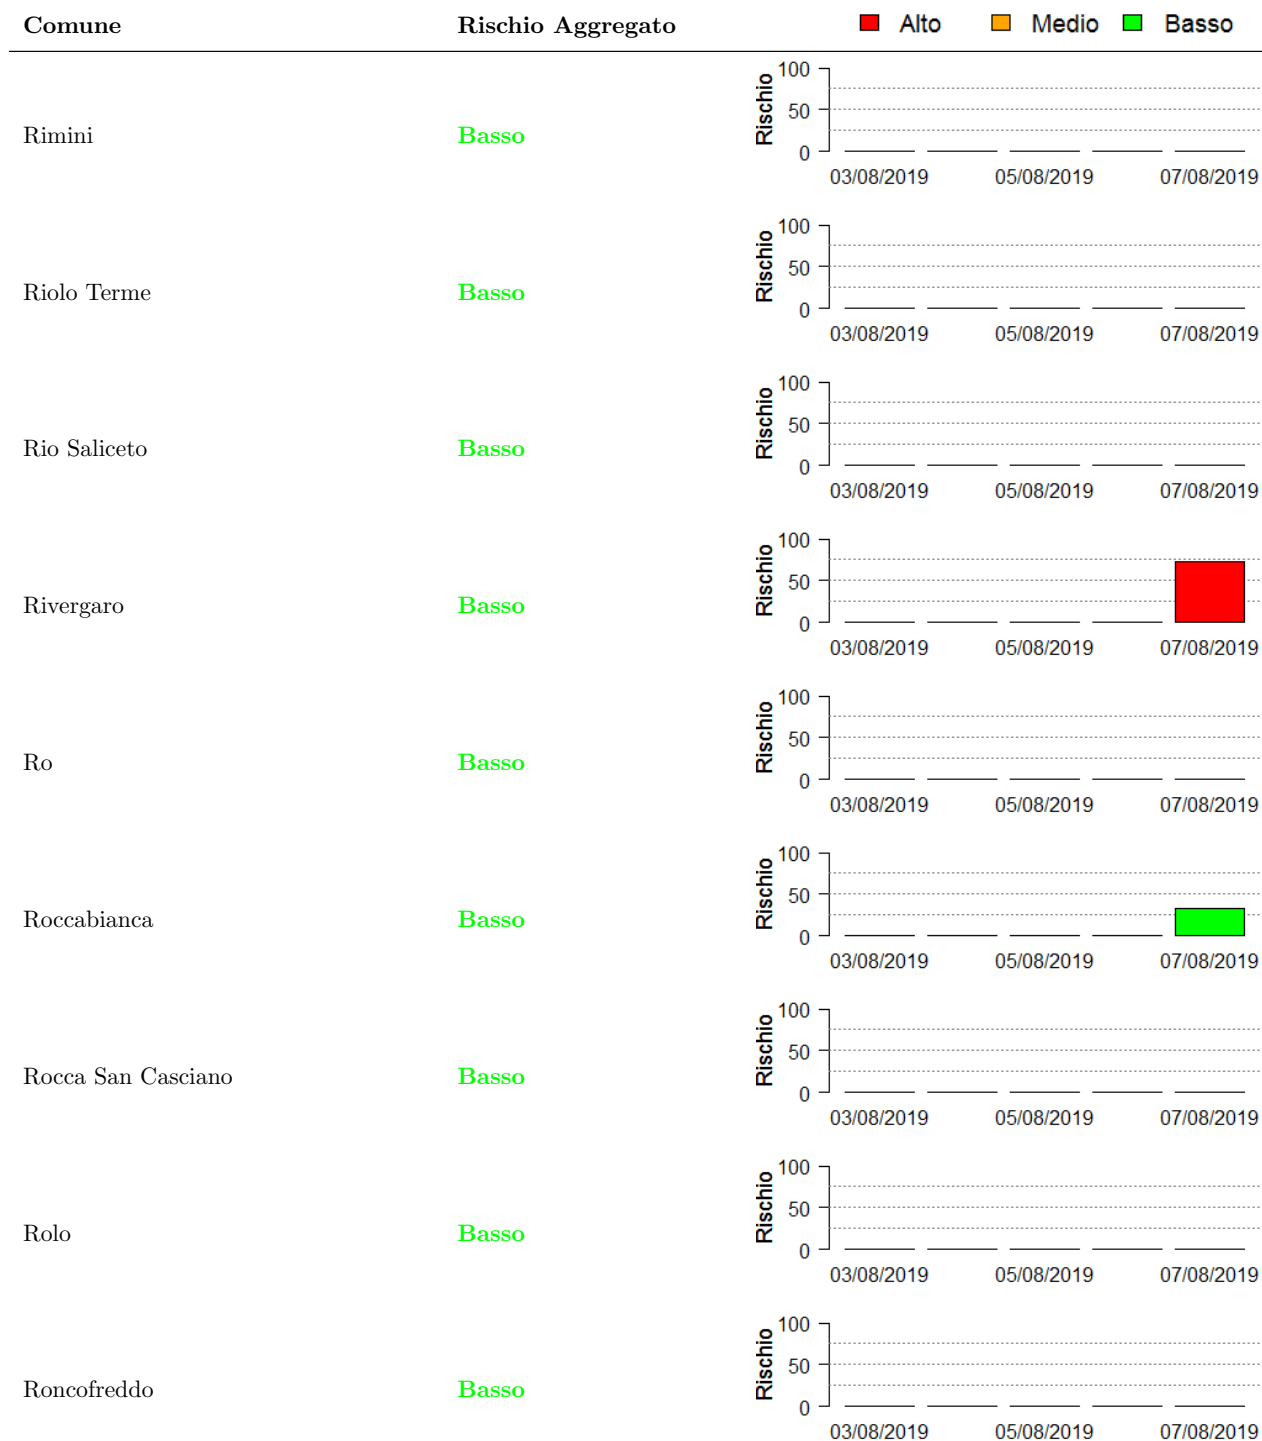 Comune Rischio Aggregato Alto Medio Basso
Rimini Basso
Rischio
100
50
0
03/08/2019 05/08/2019 07/08/2019
Riolo Terme Basso
Rischio
100
50
0
03/08/2019 05/08/2019 07/08/2019
Rio Saliceto Basso
Rischio
100
50
0
03/08/2019 05/08/2019 07/08/2019
Rivergaro Basso
Rischio
100
50
0
03/08/2019 05/08/2019 07/08/2019
Ro Basso
Rischio
100
50
0
03/08/2019 05/08/2019 07/08/2019
Roccabianca Basso
Rischio
100
50
0
03/08/2019 05/08/2019 07/08/2019
Rocca San Casciano Basso
Rischio
100
50
0
03/08/2019 05/08/2019 07/08/2019
Rolo Basso
Rischio
100
50
0
03/08/2019 05/08/2019 07/08/2019
Roncofreddo Basso
Rischio
100
50
0
03/08/2019 05/08/2019 07/08/2019